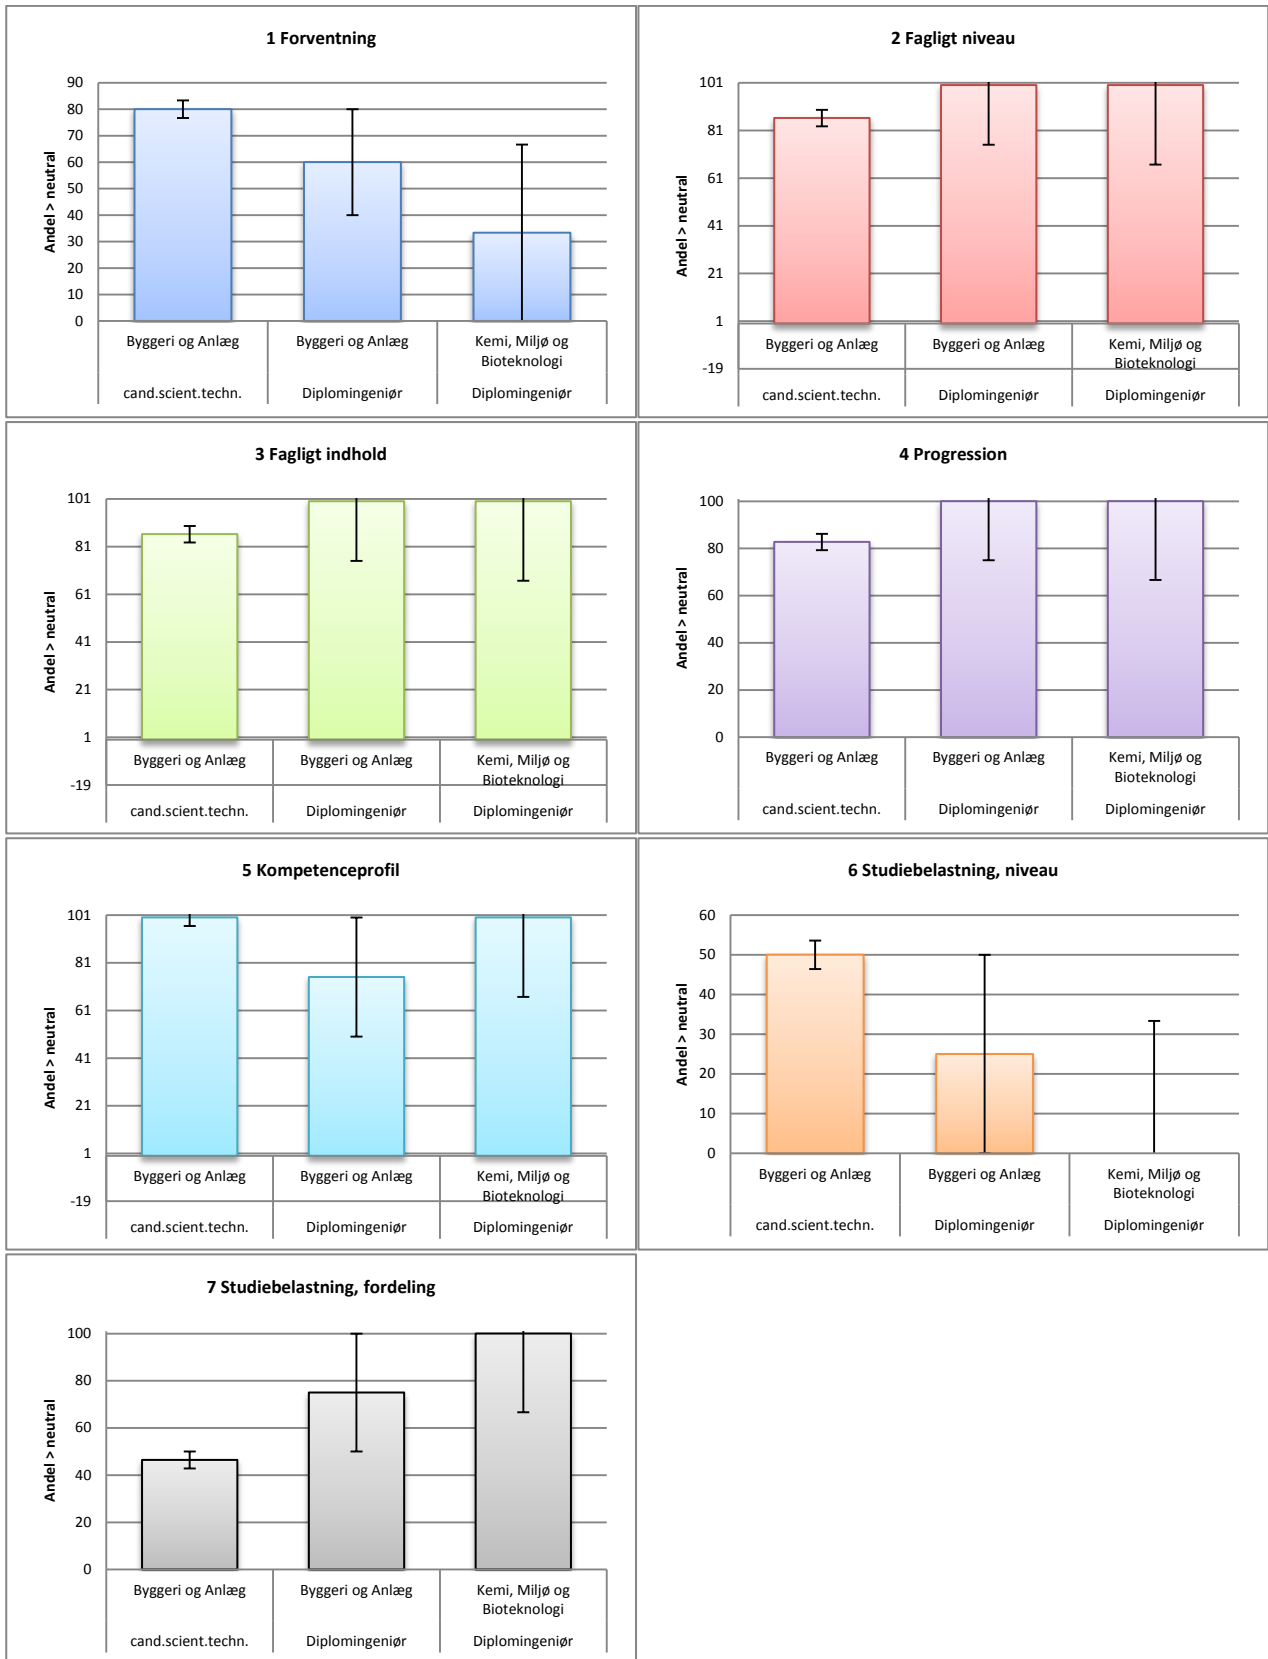 1 Forventning
Andel > neutral
90
80
70
60
50
40
30
20
10
0
Byggeri og Anlæg
Byggeri og Anlæg
Kemi, Miljø og
Bioteknologi
cand.scient.techn.
Diplomingeniør
Diplomingeniør
2 Fagligt niveau
Andel > neutral
101
81
61
41
21
1
-19
Byggeri og Anlæg
Byggeri og Anlæg
Kemi, Miljø og
Bioteknologi
cand.scient.techn.
Diplomingeniør
Diplomingeniør
3 Fagligt indhold
Andel > neutral
101
81
61
41
21
1
-19
Byggeri og Anlæg
Byggeri og Anlæg
Kemi, Miljø og
Bioteknologi
cand.scient.techn.
Diplomingeniør
Diplomingeniør
4 Progression
Andel > neutral
100
80
60
40
20
0
Byggeri og Anlæg
Byggeri og Anlæg
Kemi, Miljø og
Bioteknologi
cand.scient.techn.
Diplomingeniør
Diplomingeniør
5 Kompetenceprofil
Andel > neutral
101
81
61
41
21
1
-19
Byggeri og Anlæg
Byggeri og Anlæg
Kemi, Miljø og
Bioteknologi
cand.scient.techn.
Diplomingeniør
Diplomingeniør
6 Studiebelastning, niveau
Andel > neutral
60
50
40
30
20
10
0
Byggeri og Anlæg
Byggeri og Anlæg
Kemi, Miljø og
Bioteknologi
cand.scient.techn.
Diplomingeniør
Diplomingeniør
7 Studiebelastning, fordeling
Andel > neutral
100
80
60
40
20
0
Byggeri og Anlæg
Byggeri og Anlæg
Kemi, Miljø og
Bioteknologi
cand.scient.techn.
Diplomingeniør
Diplomingeniør